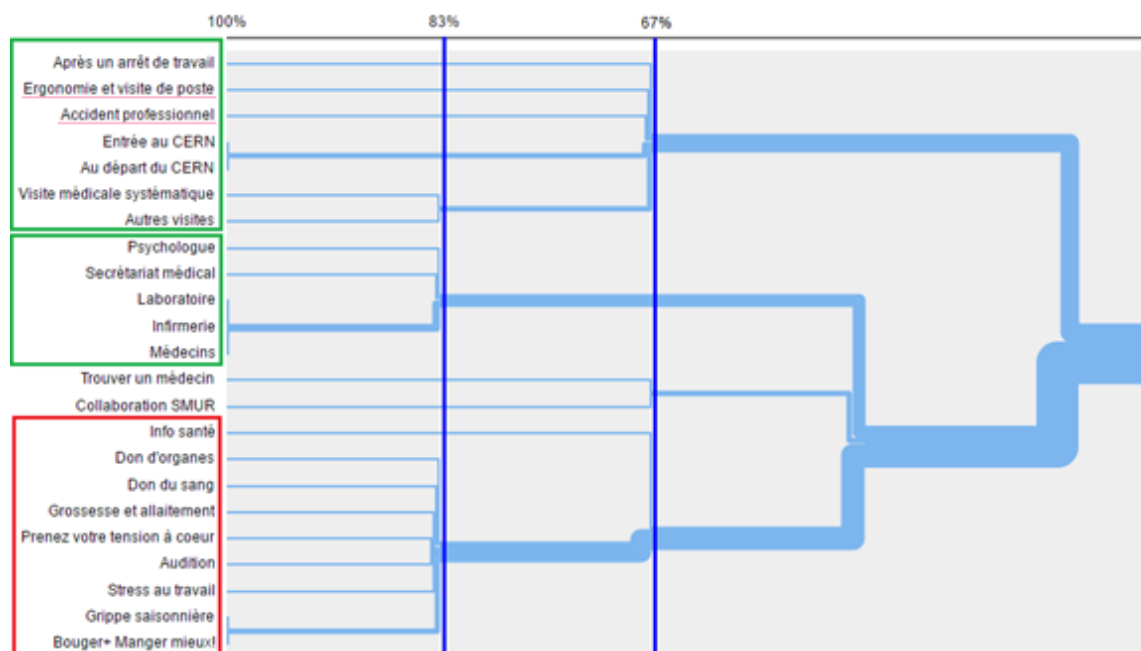 100% 83% 67%
Après un arrêt de travail
Ergonomie et visite de poste
Accident professionnel
Entrée au CERN
Au départ du CERN
Visite médicale systématique
Autres visites
Psychologue
Secrétariat médical
Laboratoire
Infirmerie
Médecins
Trouver un médecin
Collaboration SMUR
Info santé
Don d'organes
Don du sang
Grossesse et allaitement
Prenez votre tension à coeur
Audition
Stress au travail
Grippe saisonnière
Bouger+ Manger mieux!